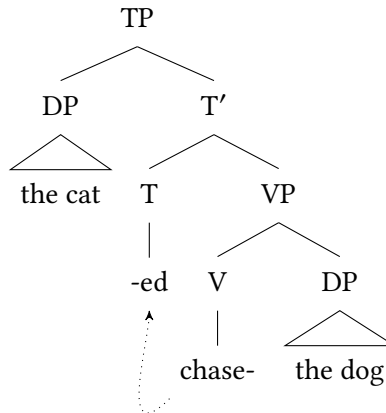 TP
DP T′
the cat T VP
-ed V DP
chase- the dog